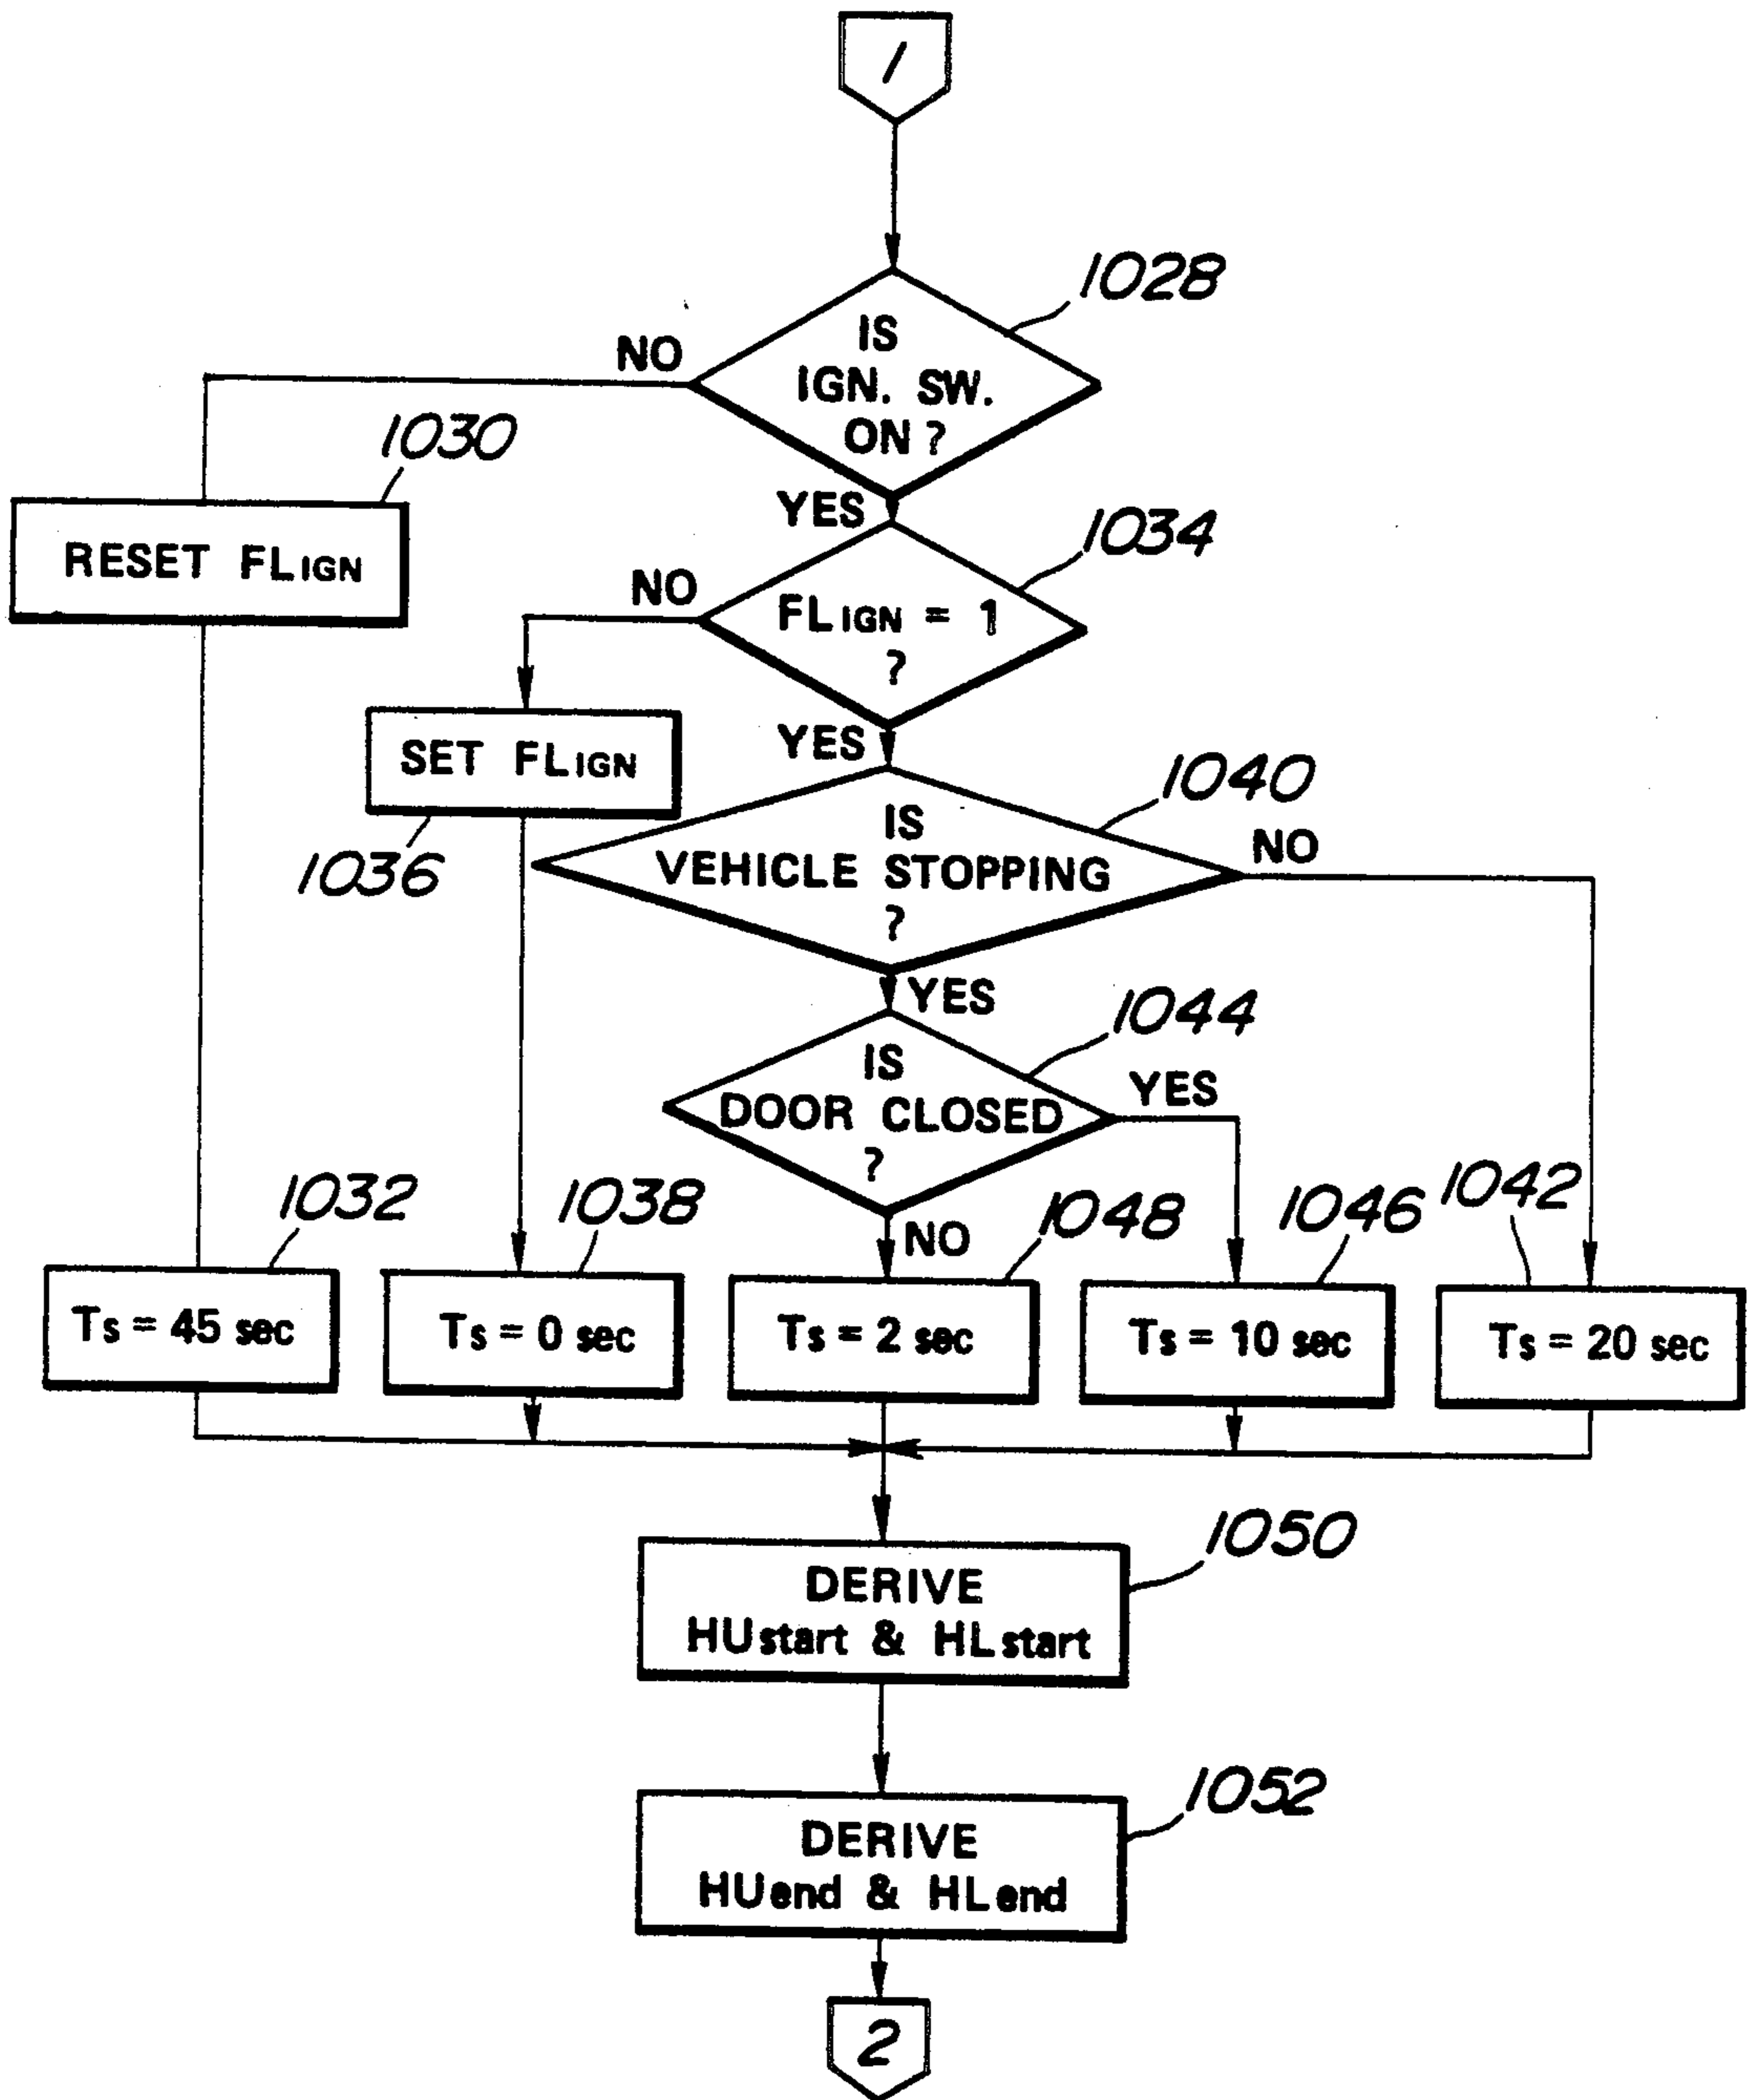 1
1028
IS
IGN. SW.
ON ?
NO
YES
1030
RESET FLIGN
1034
FLIGN = 1
?
NO
YES
SET FLIGN
1036
1040
IS
VEHICLE STOPPING
?
NO
YES
1044
IS
DOOR CLOSED
?
YES
NO
1032
Ts = 45 sec
1038
Ts = 0 sec
1048
Ts = 2 sec
1046
Ts = 10 sec
1042
Ts = 20 sec
1050
DERIVE
HUstart & HLstart
1052
DERIVE
HUend & HLend
2